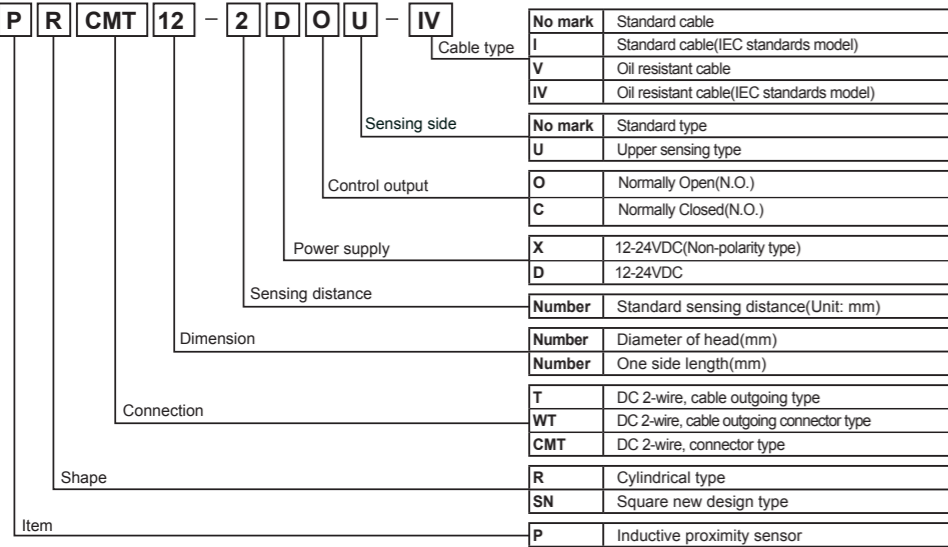 P R CMT 12 - 2 D O U - IV
Cable type
No mark Standard cable
I Standard cable(IEC standards model)
V Oil resistant cable
IV Oil resistant cable(IEC standards model)
Sensing side
No mark Standard type
U Upper sensing type
Control output
O Normally Open(N.O.)
C Normally Closed(N.O.)
Power supply
X 12-24VDC(Non-polarity type)
D 12-24VDC
Sensing distance
Number Standard sensing distance(Unit: mm)
Dimension
Number Diameter of head(mm)
Number One side length(mm)
Connection
T DC 2-wire, cable outgoing type
WT DC 2-wire, cable outgoing connector type
CMT DC 2-wire, connector type
Shape
R Cylindrical type
SN Square new design type
Item
P Inductive proximity sensor